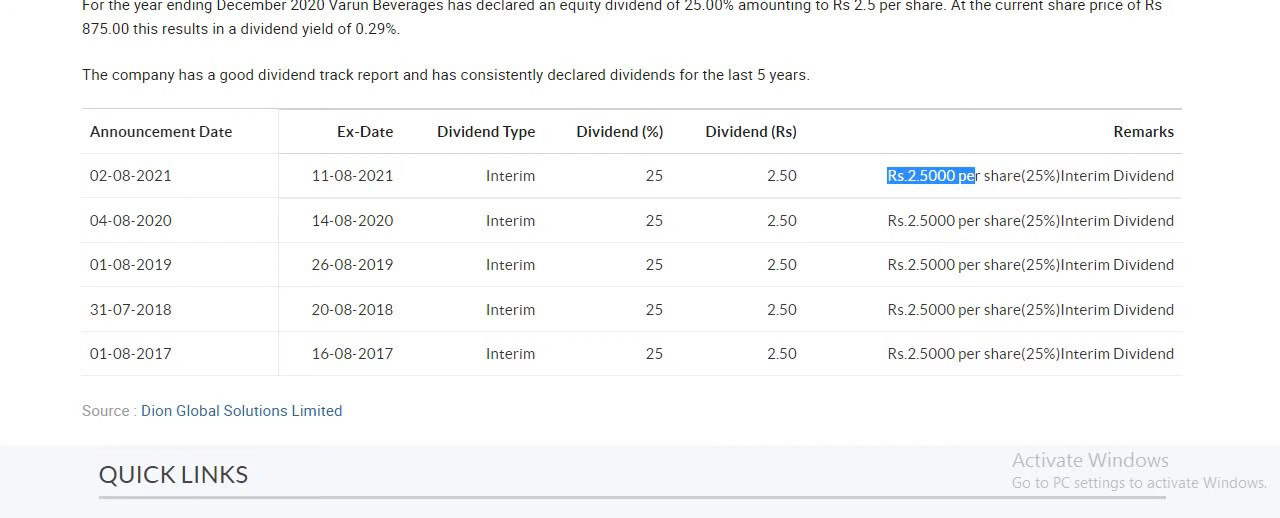 For the year ending December 2020 Varun Beverages has declared an equity dividend of 25.00% amounting to Rs 2.5 per share. At the current share price of Rs
875.00 this results in a dividend yield of 0.29%.
The company has a good dividend track report and has consistently declared dividends for the last 5 years.
Announcement Date Ex-Date Dividend Type Dividend (%) Dividend (Rs) Remarks
02-08-2021 11-08-2021 Interim 25 2.50 Rs.2.5000 per share(25%)Interim Dividend
04-08-2020 14-08-2020 Interim 25 2.50 Rs.2.5000 per share(25%)Interim Dividend
01-08-2019 26-08-2019 Interim 25 2.50 Rs.2.5000 per share(25%)Interim Dividend
31-07-2018 20-08-2018 Interim 25 2.50 Rs.2.5000 per share(25%)Interim Dividend
01-08-2017 16-08-2017 Interim 25 2.50 Rs.2.5000 per share(25%)Interim Dividend
Source : Dion Global Solutions Limited
QUICK LINKS
Activate Windows
Go to PC settings to activate Windows.